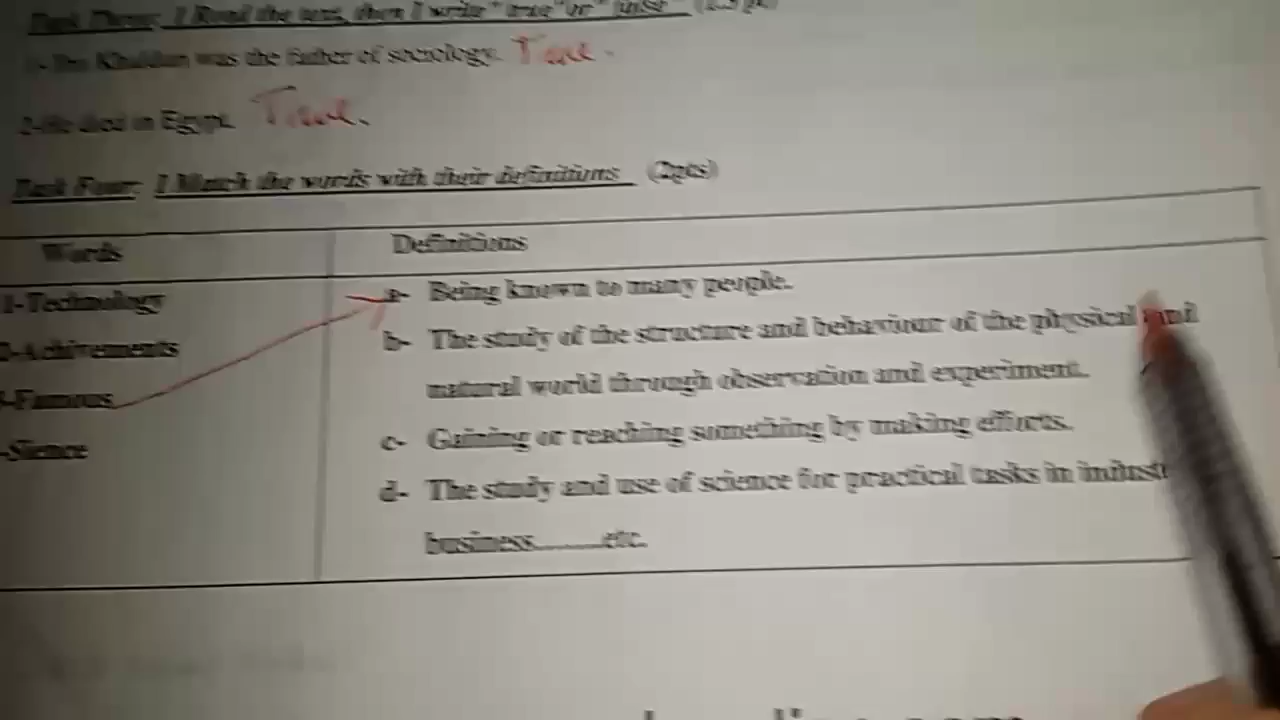 Task Three: I Read the text, then I write "true" or "false"
1- Ibn Khaldun was the father of sociology. True.
2-He died in Egypt. True.
Task Four: I Match the words with their definitions (2pts)
Words Definitions
1-Technology a- Being known to many people.
2-Achivements b- The study of the structure and behaviour of the physical and
natural world through observation and experiment.
-Famous c- Gaining or reaching something by making efforts.
-Sience d- The study and use of science for practical tasks in industr
business..........etc.